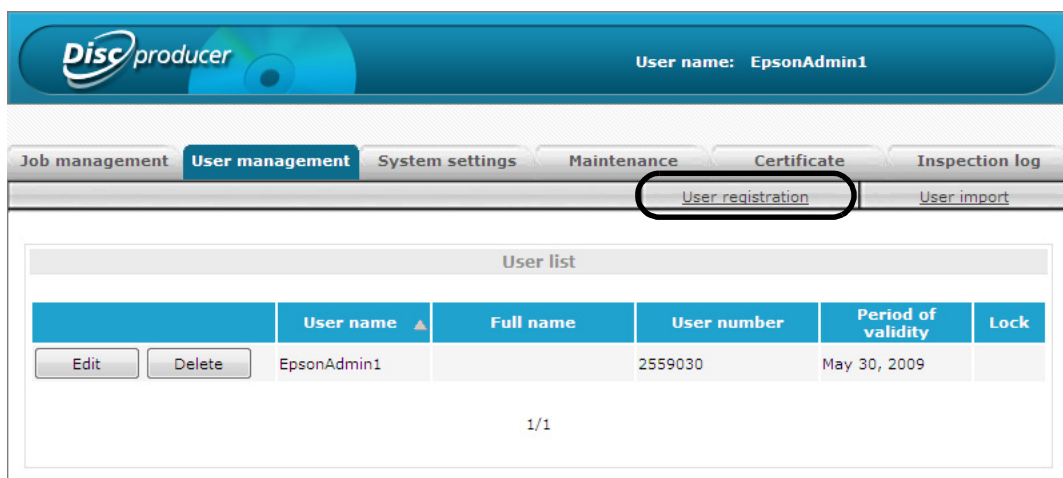 Disc producer
User name: EpsonAdmin1
Job management User management System settings Maintenance Certificate Inspection log
User registration User import
User list
User name Full name User number Period of validity Lock
Edit Delete EpsonAdmin1 2559030 May 30, 2009
1/1